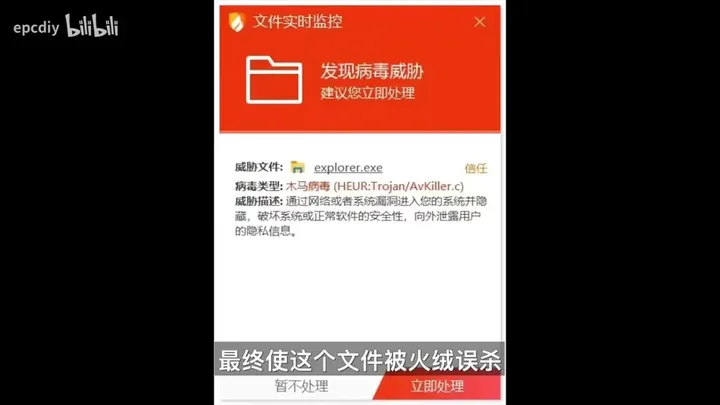 epcdiy bilibili
文件实时监控
发现病毒威胁
建议您立即处理
威胁文件: explorer.exe 信任
病毒类型: 木马病毒 (HEUR:Trojan/AvKiller.c)
威胁描述: 通过网络或者系统漏洞进入您的系统并隐
藏，破坏系统或正常软件的安全性，向外泄露用户
的隐私信息。
最终使这个文件被火绒误杀
暂不处理 立即处理